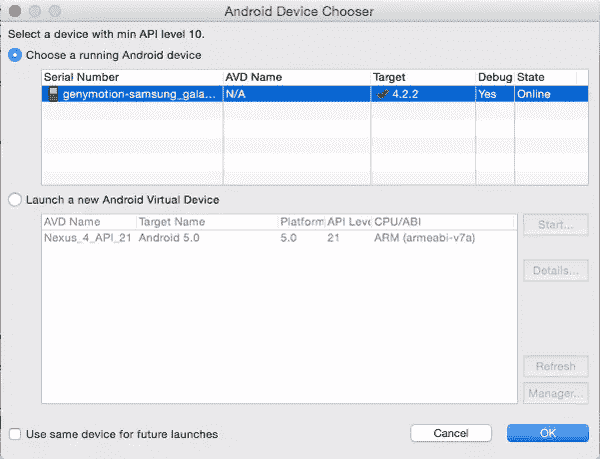 Android Device Chooser
Select a device with min API level 10.
Choose a running Android device
Serial Number AVD Name Target Debug State
genymotion-samsung_gala... N/A 4.2.2 Yes Online
Launch a new Android Virtual Device
AVD Name Target Name Platform API Leve CPU/ABI
Nexus_4_API_21 Android 5.0 5.0 21 ARM (armeabi-v7a)
Start...
Details...
Refresh
Manager...
Use same device for future launches
Cancel OK